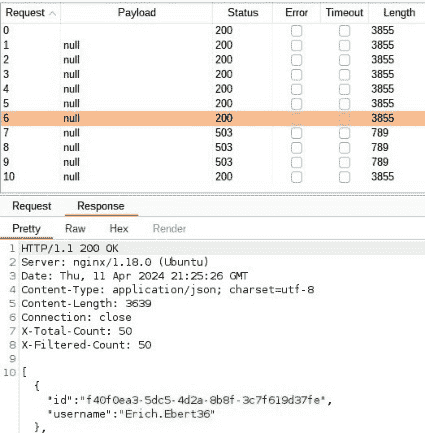 Request Payload Status Error Timeout Length
0 200 3855
1 null 200 3855
2 null 200 3855
3 null 200 3855
4 null 200 3855
5 null 200 3855
6 null 200 3855
7 null 503 789
8 null 503 789
9 null 503 789
10 null 200 3855
Request Response
Pretty Raw Hex Render
1 HTTP/1.1 200 OK
2 Server: nginx/1.18.0 (Ubuntu)
3 Date: Thu, 11 Apr 2024 21:25:26 GMT
4 Content-Type: application/json; charset=utf-8
5 Content-Length: 3639
6 Connection: close
7 X-Total-Count: 50
8 X-Filtered-Count: 50
9
10 [
{
"id":"f40f0ea3-5dc5-4d2a-8b8f-3c7f619d37fe",
"username":"Erich.Ebert36"
},